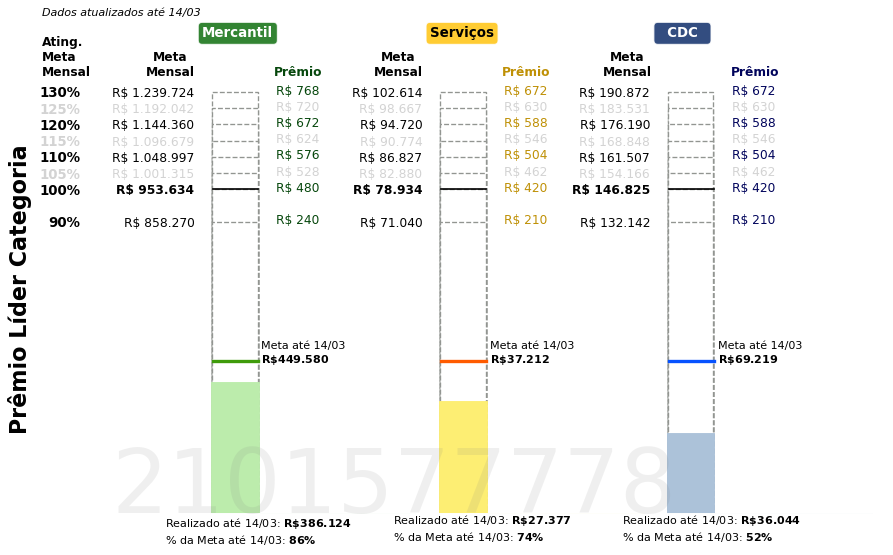 Dados atualizados até 14/03
Mercantil Serviços CDC
Ating.
Meta Meta Meta Meta
Mensal Mensal Prêmio Mensal Prêmio Mensal Prêmio
130% R$ 1.239.724 R$ 768 R$ 102.614 R$ 672 R$ 190.872 R$ 672
125% R$ 1.192.042 R$ 720 R$ 98.667 R$ 630 R$ 183.531 R$ 630
120% R$ 1.144.360 R$ 672 R$ 94.720 R$ 588 R$ 176.190 R$ 588
115% R$ 1.096.679 R$ 624 R$ 90.774 R$ 546 R$ 168.848 R$ 546
110% R$ 1.048.997 R$ 576 R$ 86.827 R$ 504 R$ 161.507 R$ 504
105% R$ 1.001.315 R$ 528 R$ 82.880 R$ 462 R$ 154.166 R$ 462
100% R$ 953.634 R$ 480 R$ 78.934 R$ 420 R$ 146.825 R$ 420
90% R$ 858.270 R$ 240 R$ 71.040 R$ 210 R$ 132.142 R$ 210
Prêmio Líder Categoria
Meta até 14/03 Meta até 14/03 Meta até 14/03
R$449.580 R$37.212 R$69.219
2101577778
Realizado até 14/03: R$386.124 Realizado até 14/03: R$27.377 Realizado até 14/03: R$36.044
% da Meta até 14/03: 86% % da Meta até 14/03: 74% % da Meta até 14/03: 52%